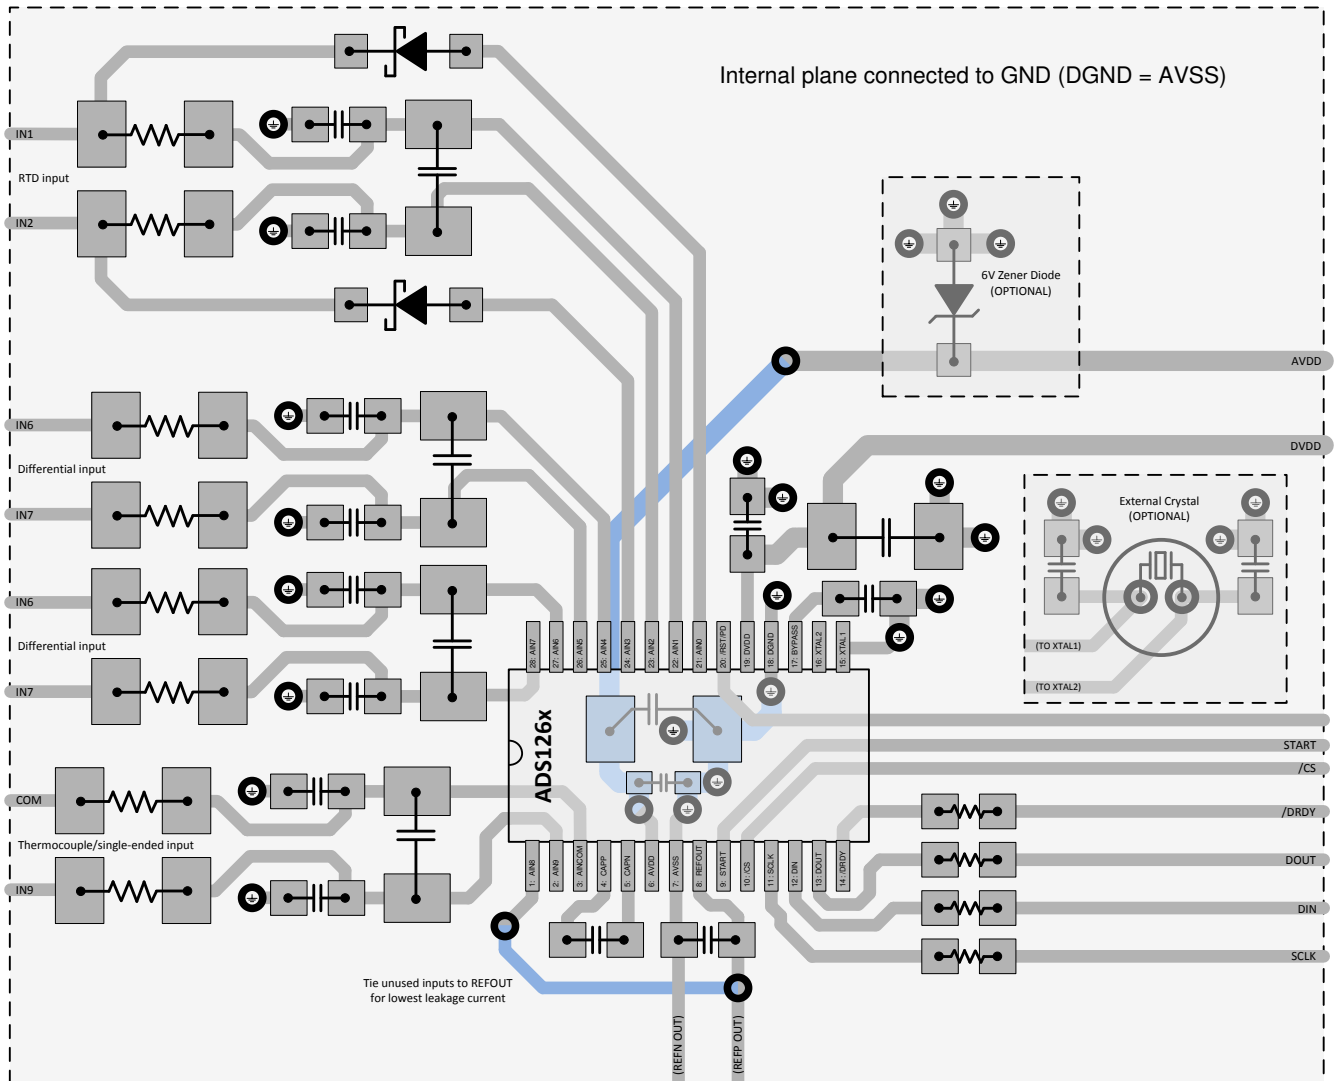 Internal plane connected to GND (DGND = AVSS)
IN1
RTD input
IN2
6V Zener Diode
(OPTIONAL)
AVDD
DVDD
IN6
Differential input
IN7
External Crystal
(OPTIONAL)
(TO XTAL1)
(TO XTAL2)
IN6
Differential input
IN7
28: AIN7
27: AIN6
26: AIN5
25: AIN4
24: AIN3
23: AIN2
22: AIN1
21: AIN0
20: /RST/PD
19: DVDD
18: DGND
17: BYPASS
16: XTAL2
15: XTAL1
ADS126x
START
/CS
/DRDY
DOUT
DIN
SCLK
COM
Thermocouple/single-ended input
IN9
1: AIN8
2: AIN9
3: AINCOM
4: CAPP
5: CAPN
6: AVDD
7: AVSS
8: REFOUT
9: START
10: /CS
11: SCLK
12: DIN
13: DOUT
14: /DRDY
Tie unused inputs to REFOUT
for lowest leakage current
(REFN OUT)
(REFP OUT)